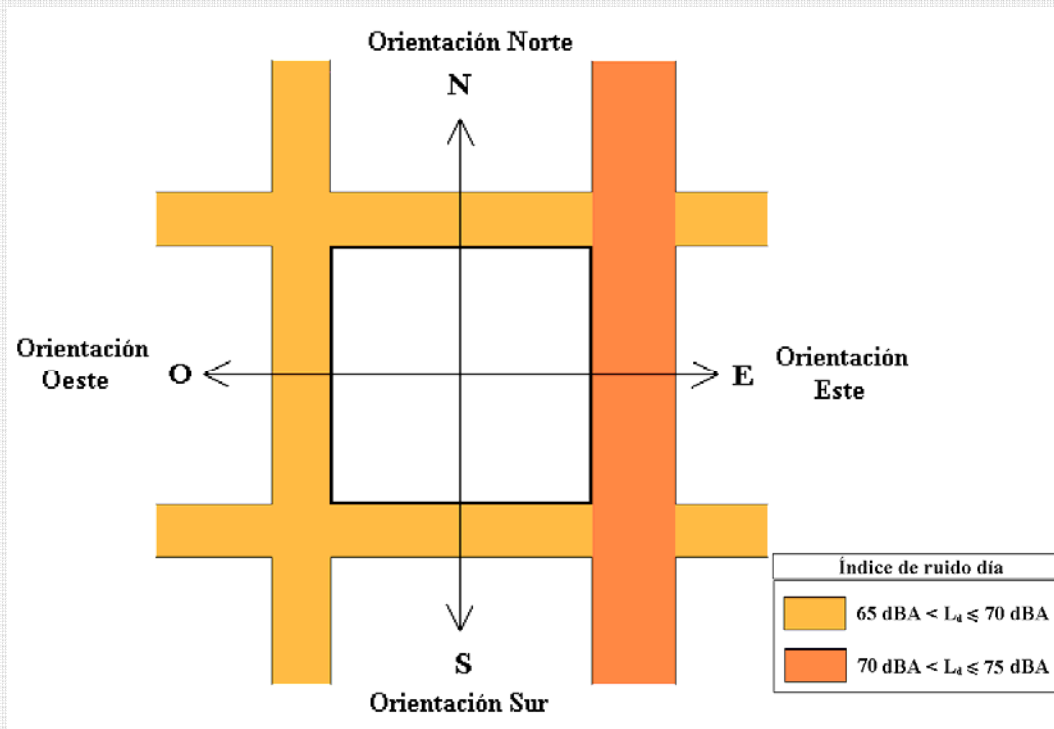 Orientación Norte
N
Orientación
Oeste
O
E
Orientación
Este
S
Orientación Sur
Índice de ruido día
65 dBA < Ld ⩽ 70 dBA
70 dBA < Ld ⩽ 75 dBA